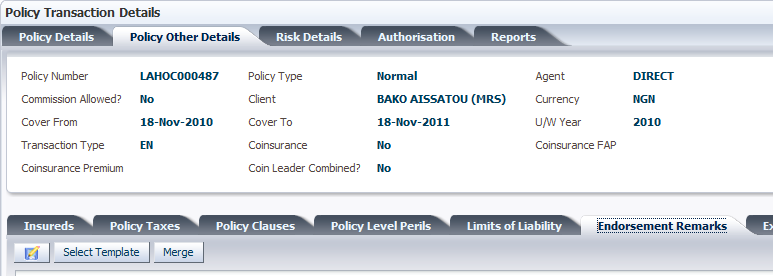 Policy Transaction Details
Policy Details Policy Other Details Risk Details Authorisation Reports
Policy Number LAHOC000487 Policy Type Normal Agent DIRECT
Commission Allowed? No Client BAKO AISSATOU (MRS) Currency NGN
Cover From 18-Nov-2010 Cover To 18-Nov-2011 U/W Year 2010
Transaction Type EN Coinsurance No Coinsurance FAP
Coinsurance Premium Coin Leader Combined? No
Insureds Policy Taxes Policy Clauses Policy Level Perils Limits of Liability Endorsement Remarks Ex
Select Template Merge